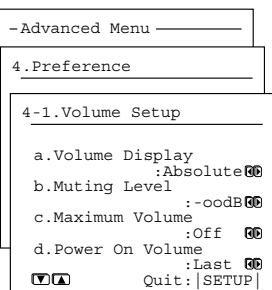 -Advanced Menu
4.Preference
4-1.Volume Setup
a.Volume Display
:Absolute
b.Muting Level
:-oodB
c.Maximum Volume
:Off
d.Power On Volume
:Last
Quit:|SETUP|